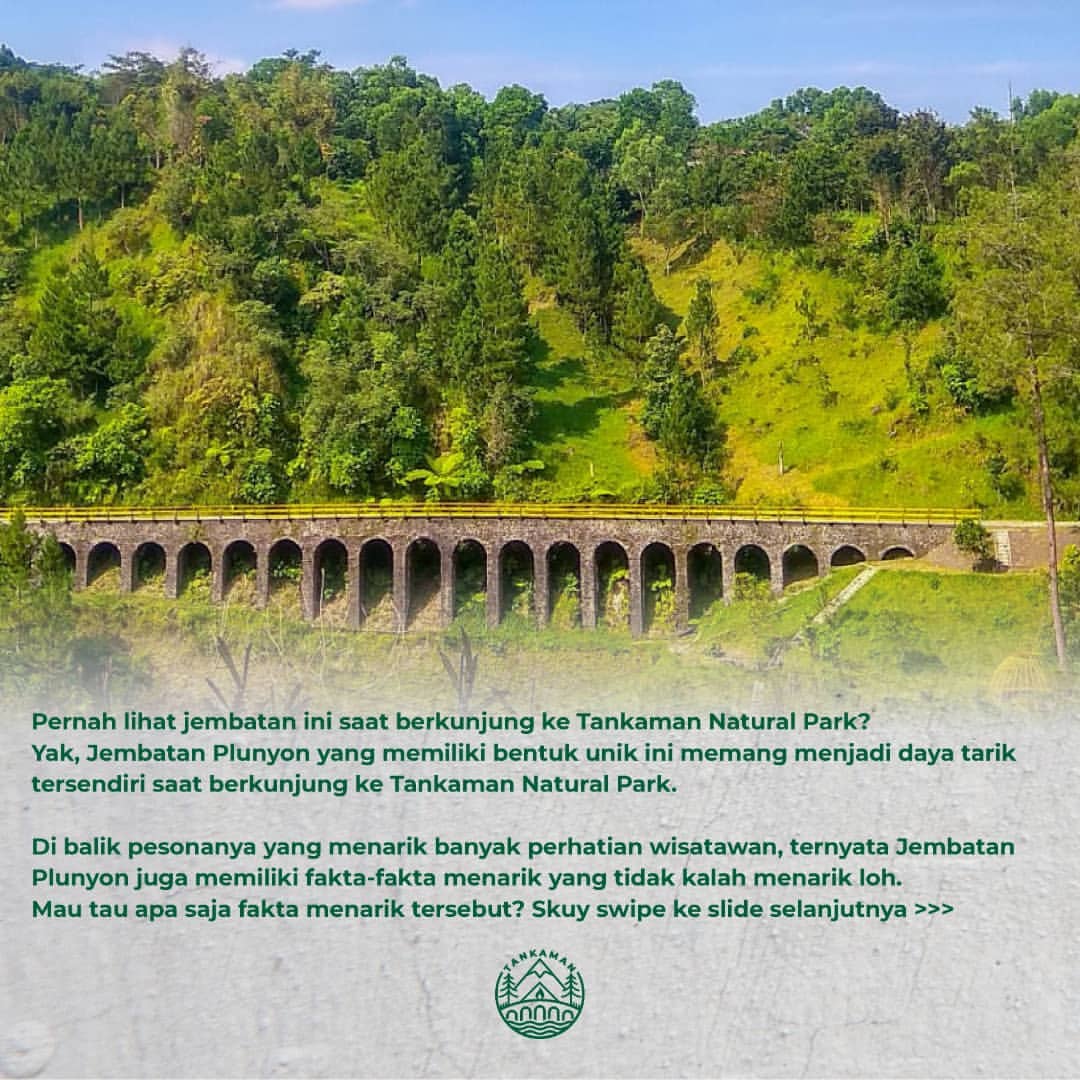 Pernah lihat jembatan ini saat berkunjung ke Tankaman Natural Park?
Yak, Jembatan Plunyon yang memiliki bentuk unik ini memang menjadi daya tarik
tersendiri saat berkunjung ke Tankaman Natural Park.
Di balik pesonanya yang menarik banyak perhatian wisatawan, ternyata Jembatan
Plunyon juga memiliki fakta-fakta menarik yang tidak kalah menarik loh.
Mau tau apa saja fakta menarik tersebut? Skuy swipe ke slide selanjutnya >>>
TANKAMAN